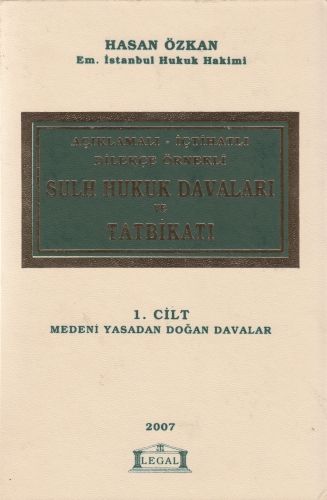 HASAN ÖZKAN
Em. İstanbul Hukuk Hakimi
AÇIKLAMALI - İÇTİHATLI
DİLEKÇE ÖRNEKLİ
SULH HUKUK DAVALARI
VE
TATBİKATI
1. CİLT
MEDENİ YASADAN DOĞAN DAVALAR
2007
LEGAL